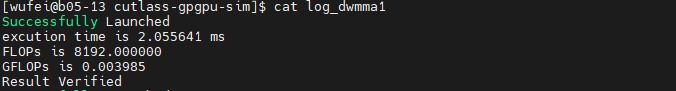 [wufei@b05-13 cutlass-gpgpu-sim]$ cat log_dwmma1
Successfully Launched
excution time is 2.055641 ms
FLOPs is 8192.000000
GFLOPs is 0.003985
Result Verified